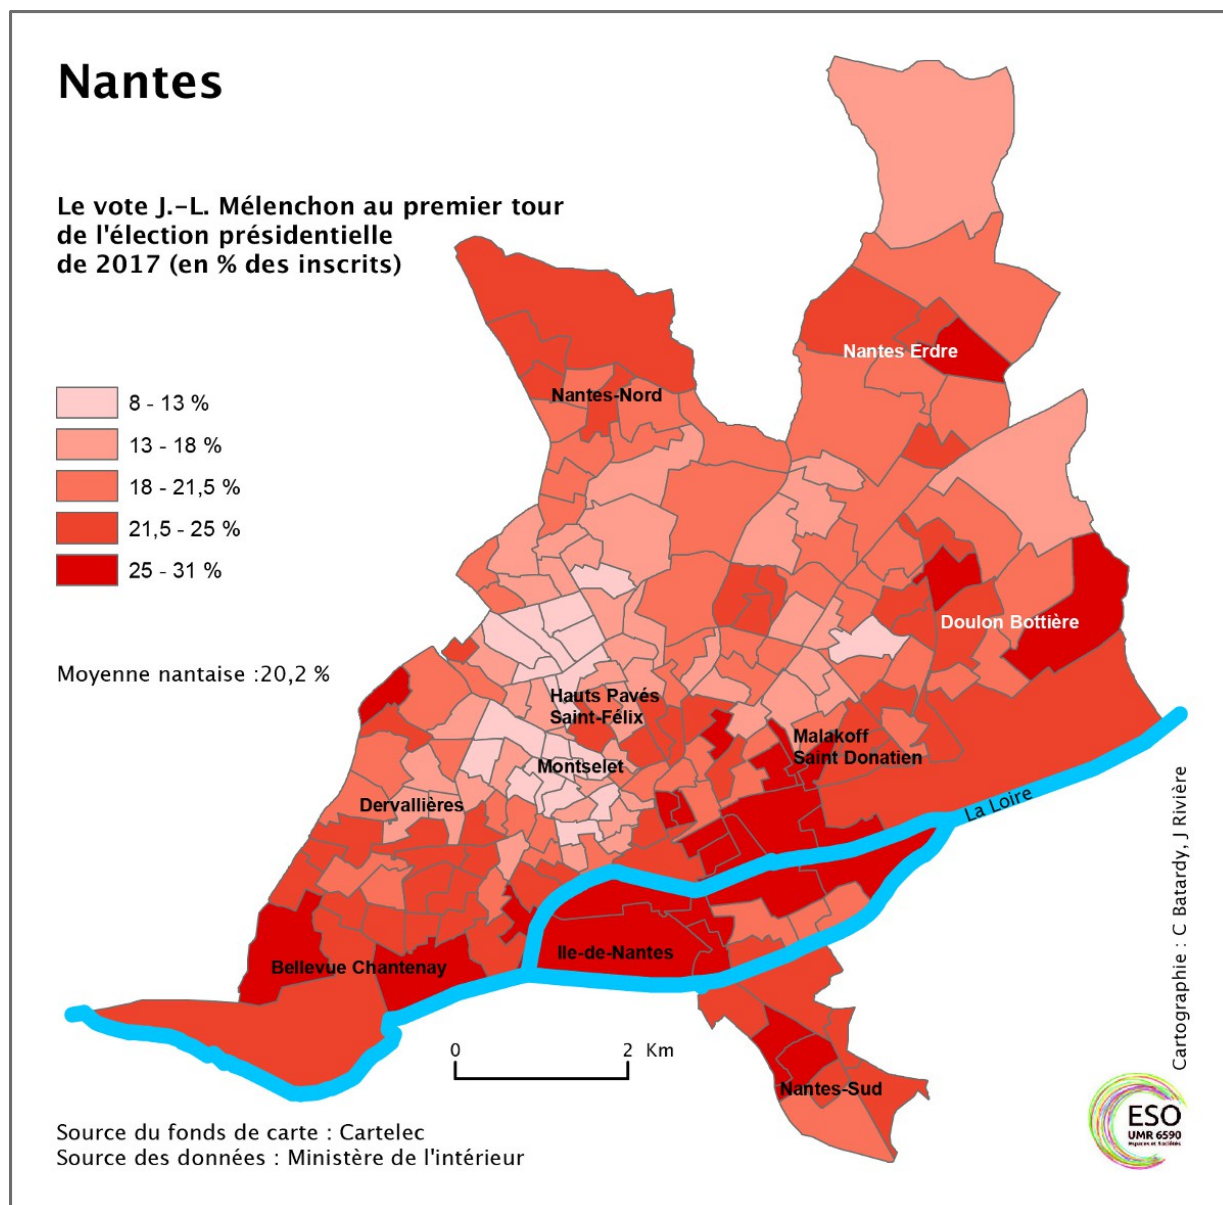 Nantes
Le vote J.-L. Mélenchon au premier tour
de l'élection présidentielle
de 2017 (en % des inscrits)
8 - 13 %
13 - 18 %
18 - 21,5 %
21,5 - 25 %
25 - 31 %
Moyenne nantaise :20,2 %
Nantes Erdre
Nantes-Nord
Doulon Bottière
Hauts Pavés
Saint-Félix
Malakoff
Saint Donatien
Montselet
Dervallières
La Loire
Ile-de-Nantes
Bellevue Chantenay
Nantes-Sud
0 2 Km
Cartographie : C Batardy, J Rivière
Source du fonds de carte : Cartelec
Source des données : Ministère de l'intérieur
ESO
UMR 6590
Espaces et Sociétés